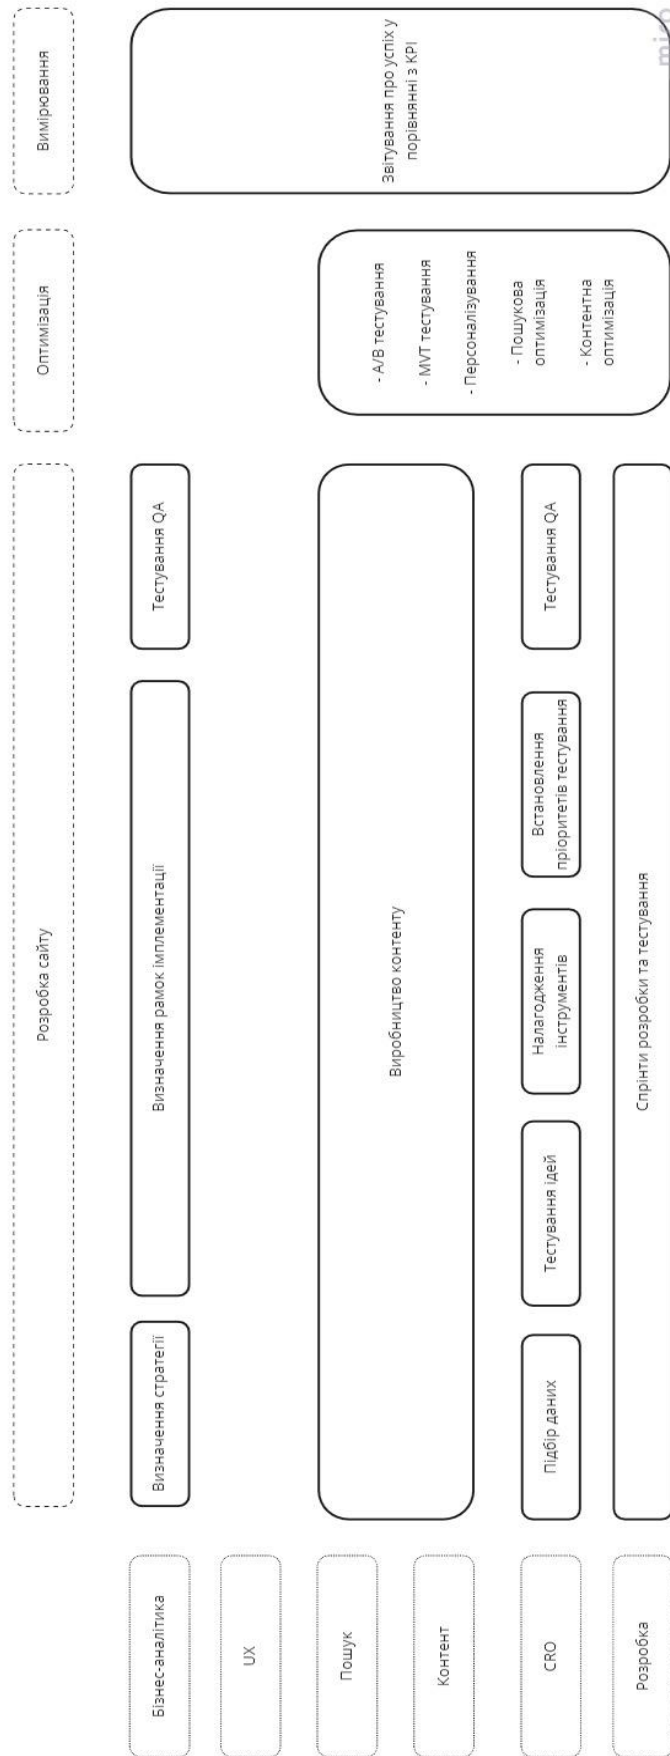 Розробка сайту
Оптимізація
Вимірювання
Бізнес-аналітика
Визначення стратегії
Визначення рамок імплементації
Тестування QA
Звітування про успіх у
порівнянні з KPI
UX
Пошук
Виробництво контенту
- A/B тестування
- MVT тестування
- Персоналізування
- Пошукова
оптимізація
- Контентна
оптимізація
Контент
CRO
Підбір даних
Тестування ідей
Налагодження
інструментів
Встановлення
пріоритетів тестування
Тестування QA
Розробка
Спрінти розробки та тестування
miro